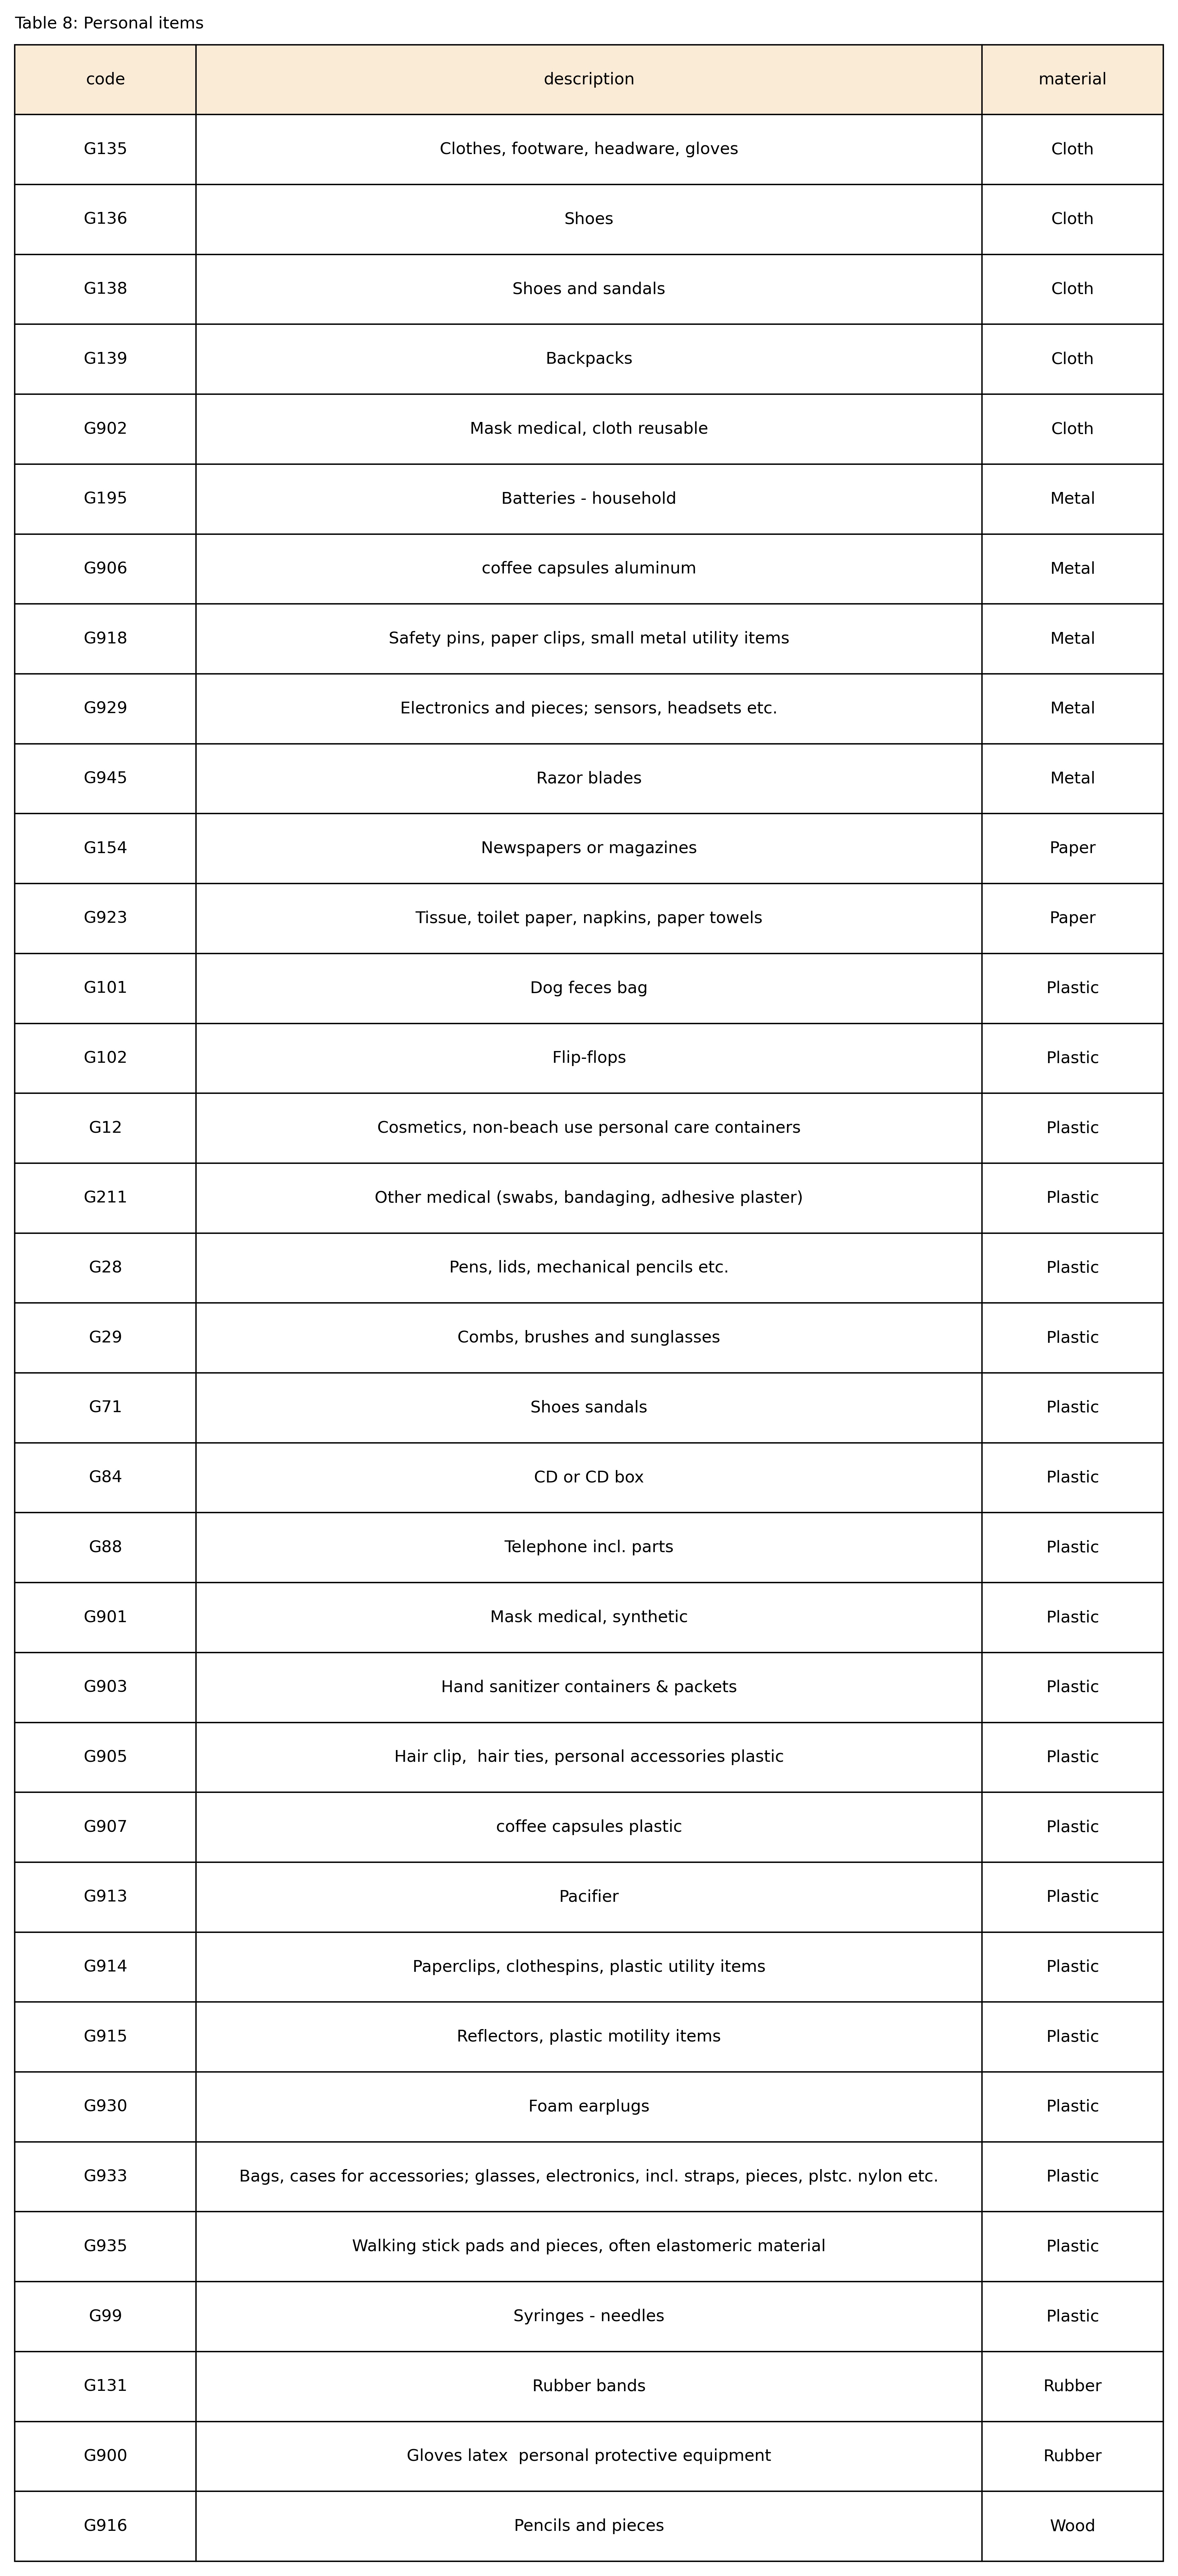 Table 8: Personal items
code description material
G135 Clothes, footware, headware, gloves Cloth
G136 Shoes Cloth
G138 Shoes and sandals Cloth
G139 Backpacks Cloth
G902 Mask medical, cloth reusable Cloth
G195 Batteries - household Metal
G906 coffee capsules aluminum Metal
G918 Safety pins, paper clips, small metal utility items Metal
G929 Electronics and pieces; sensors, headsets etc. Metal
G945 Razor blades Metal
G154 Newspapers or magazines Paper
G923 Tissue, toilet paper, napkins, paper towels Paper
G101 Dog feces bag Plastic
G102 Flip-flops Plastic
G12 Cosmetics, non-beach use personal care containers Plastic
G211 Other medical (swabs, bandaging, adhesive plaster) Plastic
G28 Pens, lids, mechanical pencils etc. Plastic
G29 Combs, brushes and sunglasses Plastic
G71 Shoes sandals Plastic
G84 CD or CD box Plastic
G88 Telephone incl. parts Plastic
G901 Mask medical, synthetic Plastic
G903 Hand sanitizer containers & packets Plastic
G905 Hair clip,  hair ties, personal accessories plastic Plastic
G907 coffee capsules plastic Plastic
G913 Pacifier Plastic
G914 Paperclips, clothespins, plastic utility items Plastic
G915 Reflectors, plastic motility items Plastic
G930 Foam earplugs Plastic
G933 Bags, cases for accessories; glasses, electronics, incl. straps, pieces, plstc. nylon etc. Plastic
G935 Walking stick pads and pieces, often elastomeric material Plastic
G99 Syringes - needles Plastic
G131 Rubber bands Rubber
G900 Gloves latex  personal protective equipment Rubber
G916 Pencils and pieces Wood